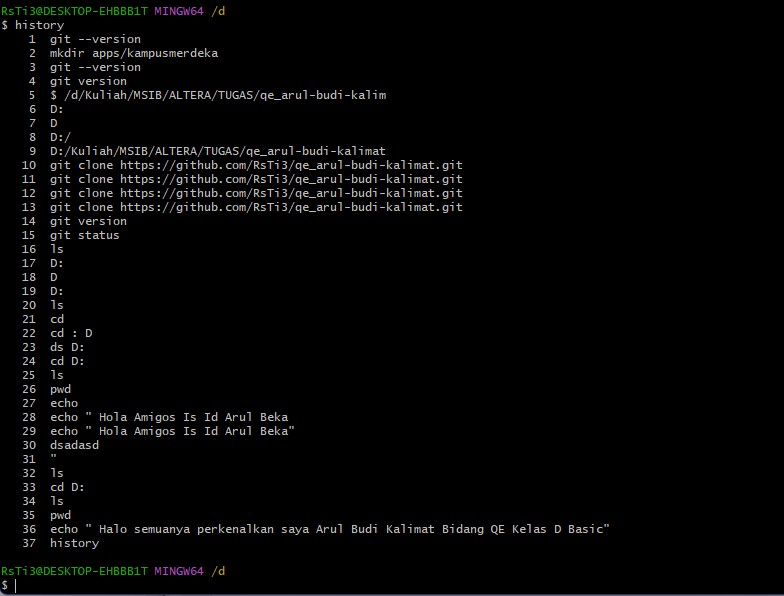 RsTi3@DESKTOP-EHBBB1T MINGW64 /d
$ history
1 git --version
2 mkdir apps/kampusmerdeka
3 git --version
4 git version
5 $ /d/Kuliah/MSIB/ALTERA/TUGAS/qe_arul-budi-kalim
6 D:
7 D
8 D:/
9 D:/Kuliah/MSIB/ALTERA/TUGAS/qe_arul-budi-kalimat
10 git clone https://github.com/RsTi3/qe_arul-budi-kalimat.git
11 git clone https://github.com/RsTi3/qe_arul-budi-kalimat.git
12 git clone https://github.com/RsTi3/qe_arul-budi-kalimat.git
13 git clone https://github.com/RsTi3/qe_arul-budi-kalimat.git
14 git version
15 git status
16 ls
17 D:
18 D
19 D:
20 ls
21 cd
22 cd : D
23 ds D:
24 cd D:
25 ls
26 pwd
27 echo
28 echo " Hola Amigos Is Id Arul Beka
29 echo " Hola Amigos Is Id Arul Beka"
30 dsadasd
31 "
32 ls
33 cd D:
34 ls
35 pwd
36 echo " Halo semuanya perkenalkan saya Arul Budi Kalimat Bidang QE Kelas D Basic"
37 history
RsTi3@DESKTOP-EHBBB1T MINGW64 /d
$